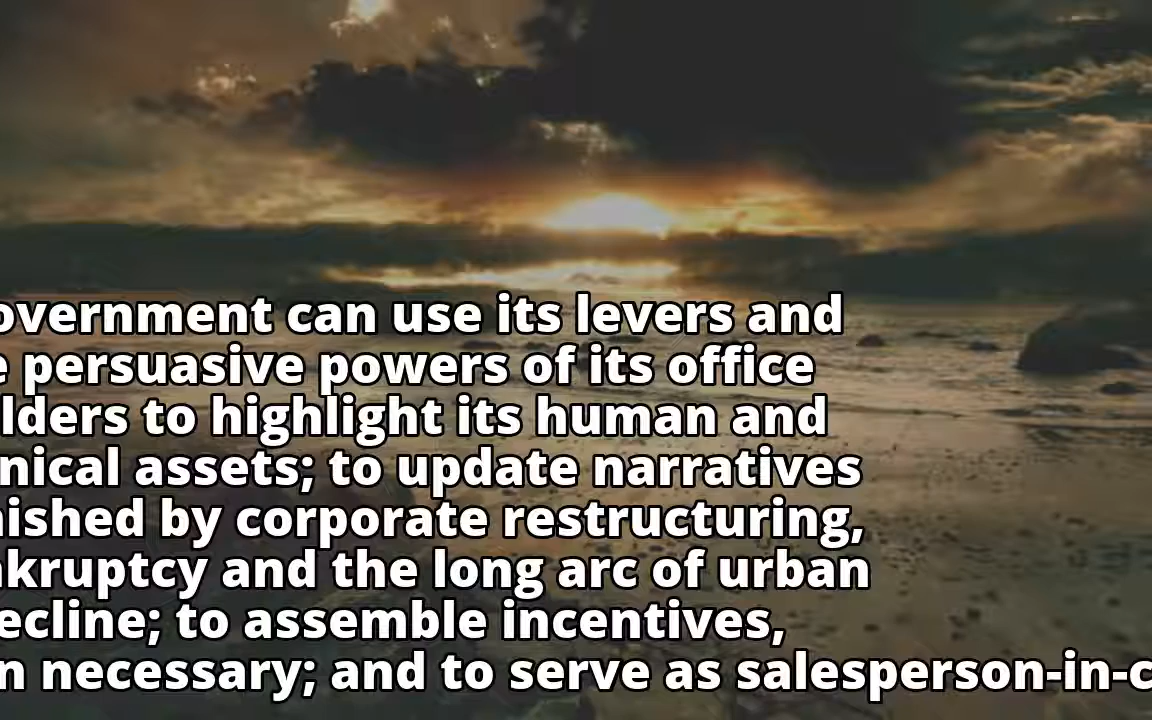 overnment can use its levers and
e persuasive powers of its office
lders to highlight its human and
nical assets; to update narratives
nished by corporate restructuring,
kruptcy and the long arc of urban
ecline; to assemble incentives,
n necessary; and to serve as salesperson-in-c